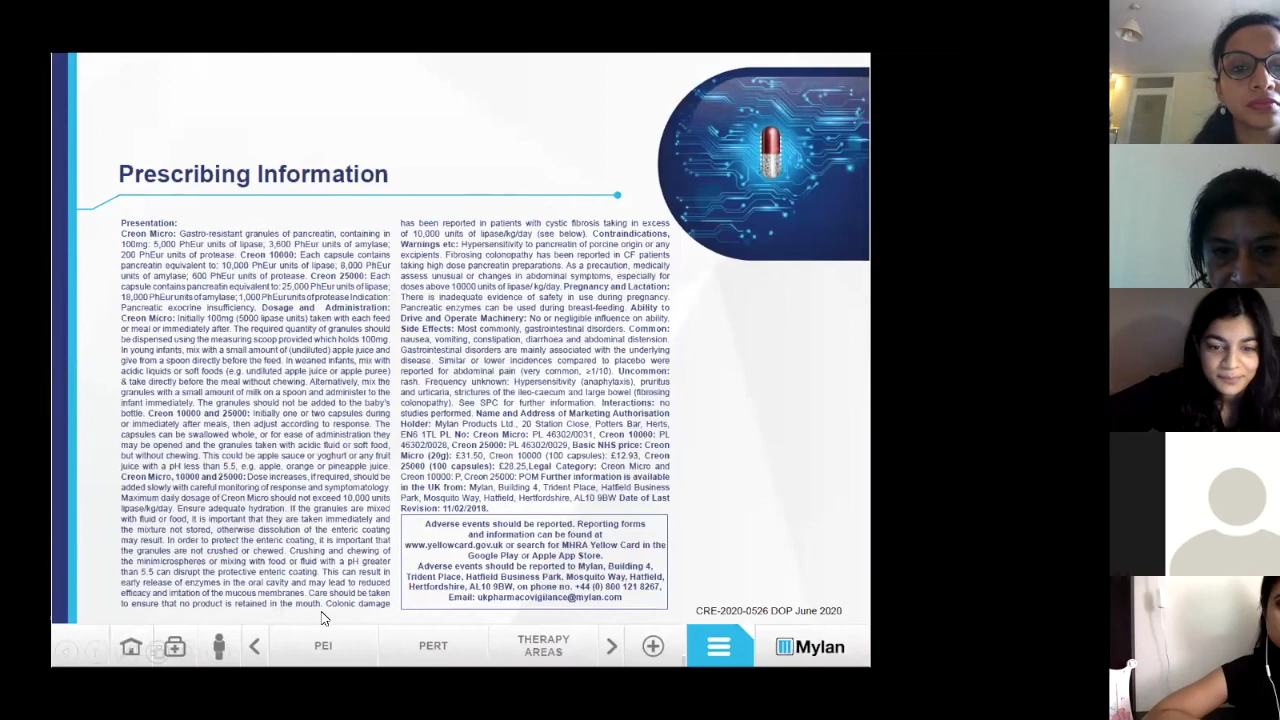 Prescribing Information
Presentation:
Creon Micro: Gastro-resistant granules of pancreatin, containing in
100mg: 5,000 PhEur units of lipase; 3,600 PhEur units of amylase;
200 PhEur units of protease. Creon 10000: Each capsule contains
pancreatin equivalent to: 10,000 PhEur units of lipase; 8,000 PhEur
units of amylase; 600 PhEur units of protease. Creon 25000: Each
capsule contains pancreatin equivalent to: 25,000 PhEur units of lipase;
18,000 PhEur units of amylase; 1,000 PhEur units of protease Indication:
Pancreatic exocrine insufficiency. Dosage and Administration:
Creon Micro: Initially 100mg (5000 lipase units) taken with each feed
or meal or immediately after. The required quantity of granules should
be dispensed using the measuring scoop provided which holds 100mg.
In young infants, mix with a small amount of (undiluted) apple juice and
give from a spoon directly before the feed. In weaned infants, mix with
acidic liquids or soft foods (e.g. undiluted apple juice or apple puree)
& take directly before the meal without chewing. Alternatively, mix the
granules with a small amount of milk on a spoon and administer to the
infant immediately. The granules should not be added to the baby's
bottle. Creon 10000 and 25000: Initially one or two capsules during
or immediately after meals, then adjust according to response. The
capsules can be swallowed whole, or for ease of administration they
may be opened and the granules taken with acidic fluid or soft food,
but without chewing. This could be apple sauce or yoghurt or any fruit
juice with a pH less than 5.5, e.g. apple, orange or pineapple juice.
Creon Micro, 10000 and 25000: Dose increases, if required, should be
added slowly with careful monitoring of response and symptomatology.
Maximum daily dosage of Creon Micro should not exceed 10,000 units
lipase/kg/day. Ensure adequate hydration. If the granules are mixed
with fluid or food, it is important that they are taken immediately and
the mixture not stored, otherwise dissolution of the enteric coating
may result. In order to protect the enteric coating, it is important that
the granules are not crushed or chewed. Crushing and chewing of
the minimicrospheres or mixing with food or fluid with a pH greater
than 5.5 can disrupt the protective enteric coating. This can result in
early release of enzymes in the oral cavity and may lead to reduced
efficacy and irritation of the mucous membranes. Care should be taken
to ensure that no product is retained in the mouth. Colonic damage
has been reported in patients with cystic fibrosis taking in excess
of 10,000 units of lipase/kg/day (see below). Contraindications,
Warnings etc: Hypersensitivity to pancreatin of porcine origin or any
excipients. Fibrosing colonopathy has been reported in CF patients
taking high dose pancreatin preparations. As a precaution, medically
assess unusual or changes in abdominal symptoms, especially for
doses above 10000 units of lipase/ kg/day. Pregnancy and Lactation:
There is inadequate evidence of safety in use during pregnancy.
Pancreatic enzymes can be used during breast-feeding. Ability to
Drive and Operate Machinery: No or negligible influence on ability.
Side Effects: Most commonly, gastrointestinal disorders. Common:
nausea, vomiting, constipation, diarrhoea and abdominal distension.
Gastrointestinal disorders are mainly associated with the underlying
disease. Similar or lower incidences compared to placebo were
reported for abdominal pain (very common, ≥1/10). Uncommon:
rash. Frequency unknown: Hypersensitivity (anaphylaxis), pruritus
and urticaria, strictures of the ileo-caecum and large bowel (fibrosing
colonopathy). See SPC for further information. Interactions: no
studies performed. Name and Address of Marketing Authorisation
Holder: Mylan Products Ltd., 20 Station Close, Potters Bar, Herts,
EN6 1TL PL No: Creon Micro: PL 46302/0031, Creon 10000: PL
46302/0028, Creon 25000: PL 46302/0029, Basic NHS price: Creon
Micro (20g): £31.50, Creon 10000 (100 capsules): £12.93, Creon
25000 (100 capsules): £28.25,Legal Category: Creon Micro and
Creon 10000: P, Creon 25000: POM Further information is available
in the UK from: Mylan, Building 4, Trident Place, Hatfield Business
Park, Mosquito Way, Hatfield, Hertfordshire, AL10 9BW Date of Last
Revision: 11/02/2018.
Adverse events should be reported. Reporting forms
and information can be found at
www.yellowcard.gov.uk or search for MHRA Yellow Card in the
Google Play or Apple App Store.
Adverse events should be reported to Mylan, Building 4,
Trident Place, Hatfield Business Park, Mosquito Way, Hatfield,
Hertfordshire, AL10 9BW, on phone no. +44 (0) 800 121 8267,
Email: ukpharmacovigilance@mylan.com
CRE-2020-0526 DOP June 2020
PEI
PERT
THERAPY
AREAS
Mylan